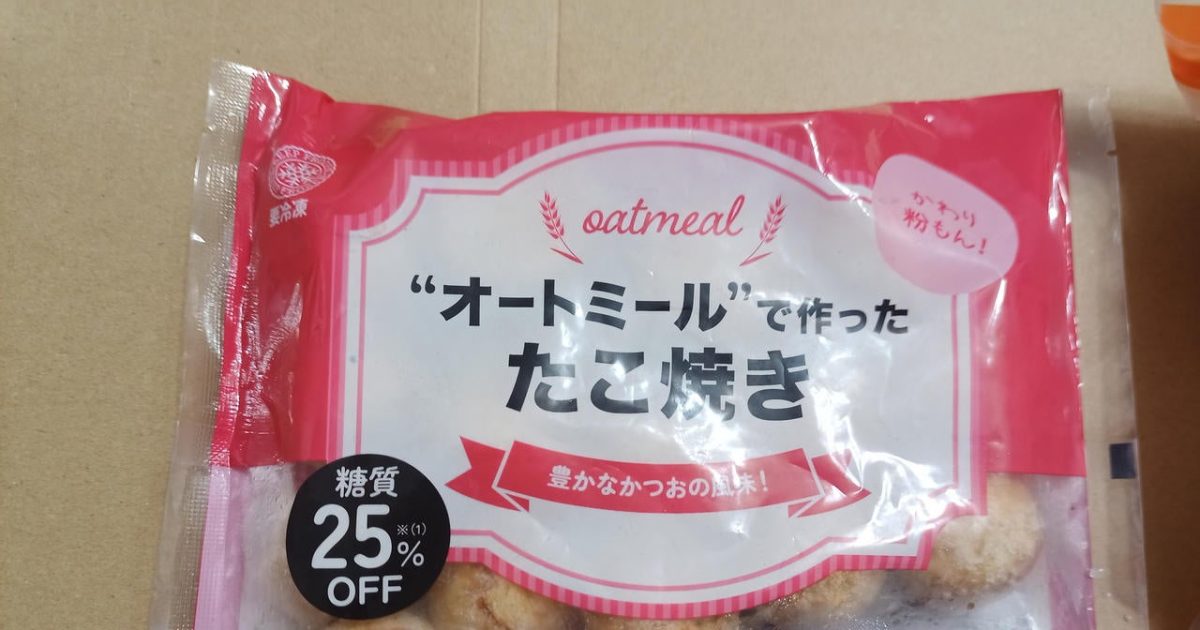 要冷凍
oatmeal
かわり
粉もん!
“オートミール”で作った
たこ焼き
豊かなかつおの風味!
糖質
25%
※(1)
OFF